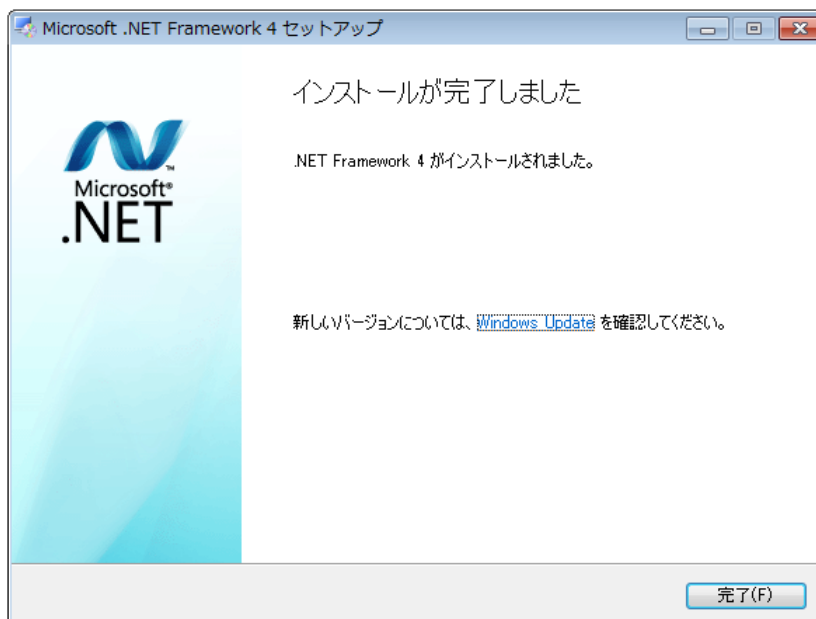 Microsoft .NET Framework 4 セットアップ
インストールが完了しました
Microsoft®
.NET
™
.NET Framework 4 がインストールされました。
新しいバージョンについては、Windows Update を確認してください。
完了(F)